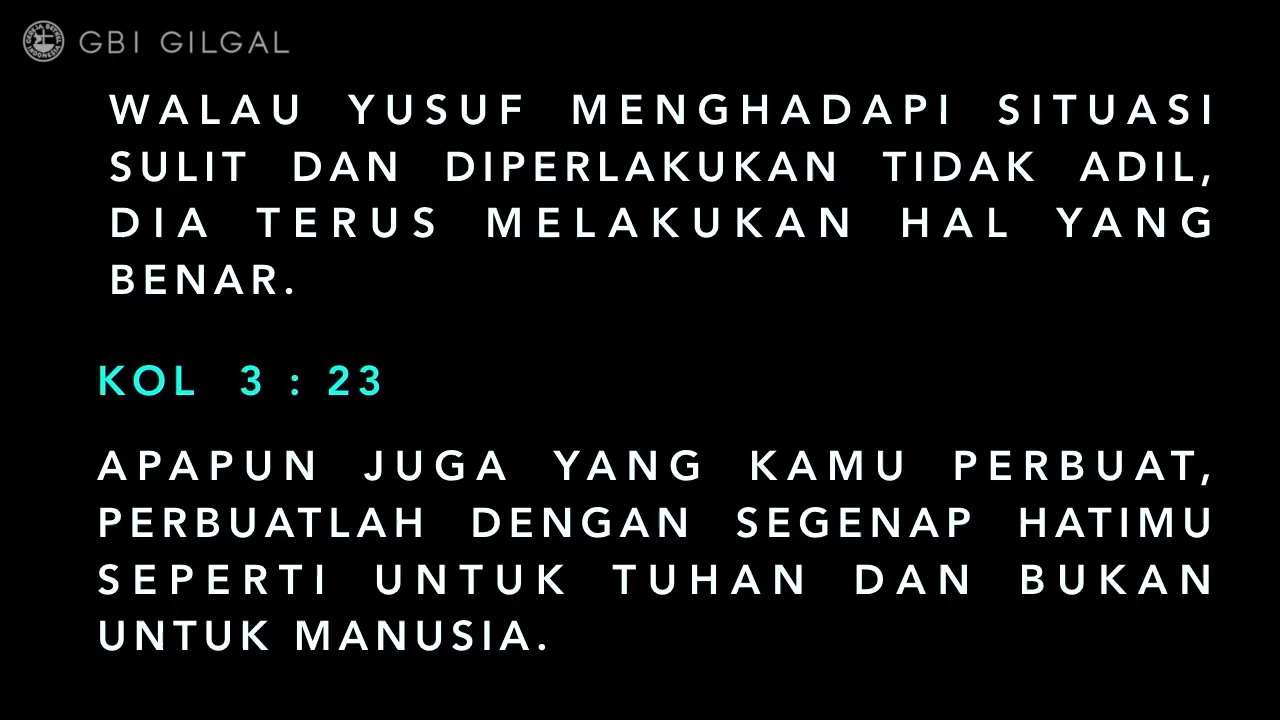 GBI GILGAL
WALAU YUSUF MENGHADAPI SITUASI
SULIT DAN DIPERLAKUKAN TIDAK ADIL,
DIA TERUS MELAKUKAN HAL YANG
BENAR.
KOL 3 : 23
APAPUN JUGA YANG KAMU PERBUAT,
PERBUATLAH DENGAN SEGENAP HATIMU
SEPERTI UNTUK TUHAN DAN BUKAN
UNTUK MANUSIA.